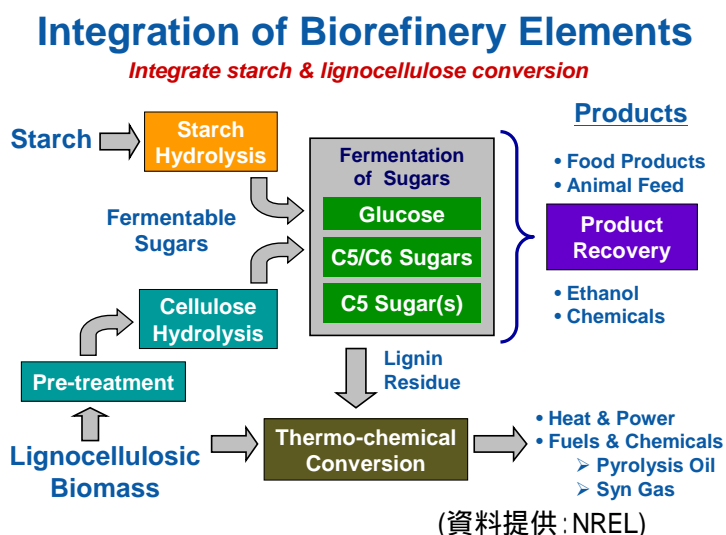 Integration of Biorefinery Elements
Integrate starch & lignocellulose conversion
Starch
Starch
Hydrolysis
Fermentable
Sugars
Cellulose
Hydrolysis
Pre-treatment
Lignocellulosic
Biomass
Fermentation
of Sugars
Glucose
C5/C6 Sugars
C5 Sugar(s)
Lignin
Residue
Thermo-chemical
Conversion
Products
• Food Products
• Animal Feed
Product
Recovery
• Ethanol
• Chemicals
• Heat & Power
• Fuels & Chemicals
➢ Pyrolysis Oil
➢ Syn Gas
(資料提供:NREL)